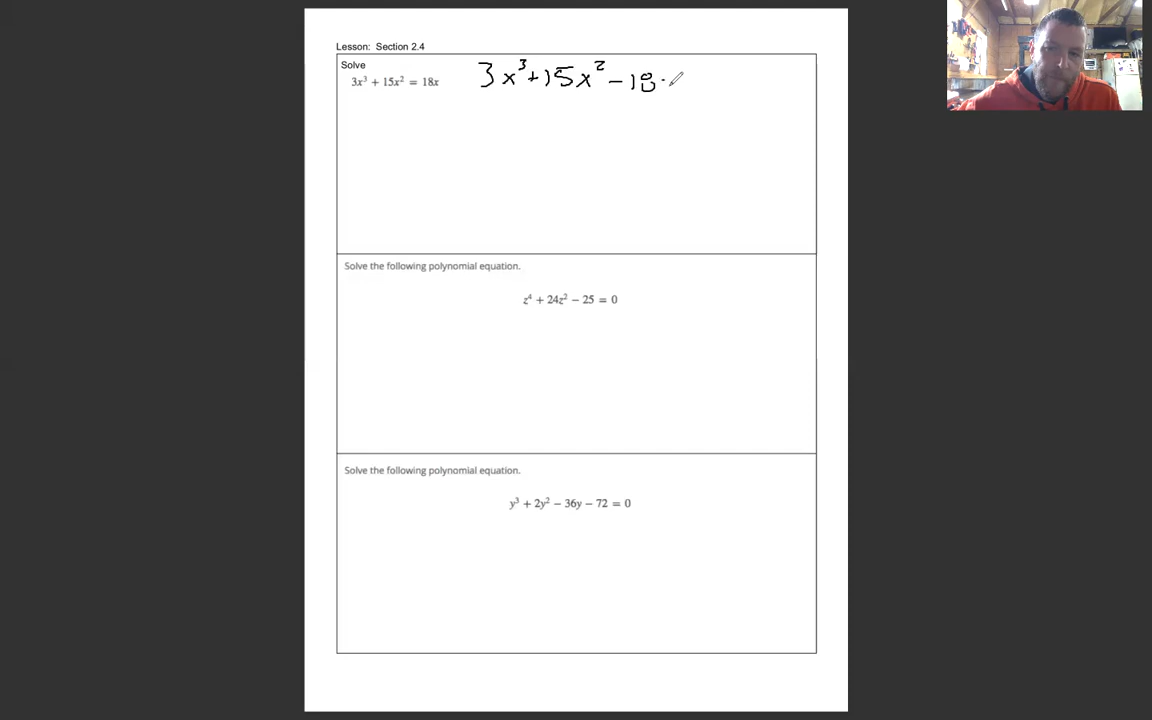 Lesson: Section 2.4
Solve
3x³ + 15x² = 18x
3x³+15x²-18
Solve the following polynomial equation.
z⁴ + 24z² − 25 = 0
Solve the following polynomial equation.
y³ + 2y² − 36y − 72 = 0